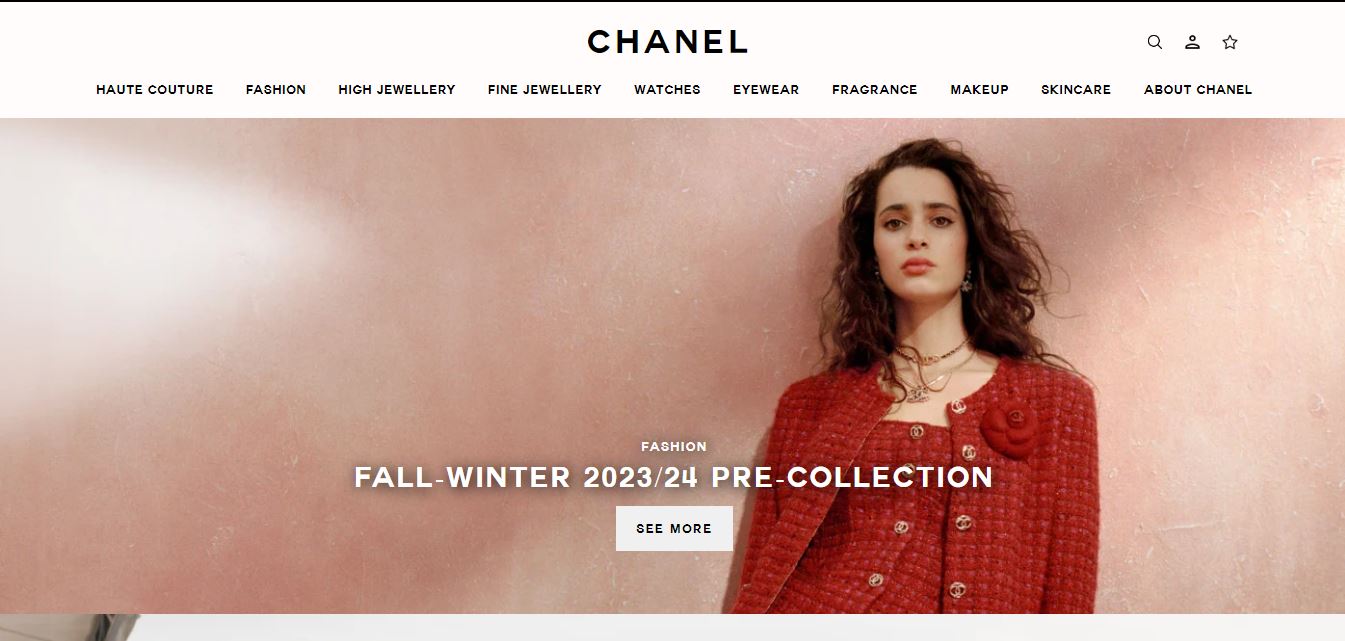 CHANEL
HAUTE COUTURE FASHION HIGH JEWELLERY FINE JEWELLERY WATCHES EYEWEAR FRAGRANCE MAKEUP SKINCARE ABOUT CHANEL
FASHION
FALL-WINTER 2023/24 PRE-COLLECTION
SEE MORE